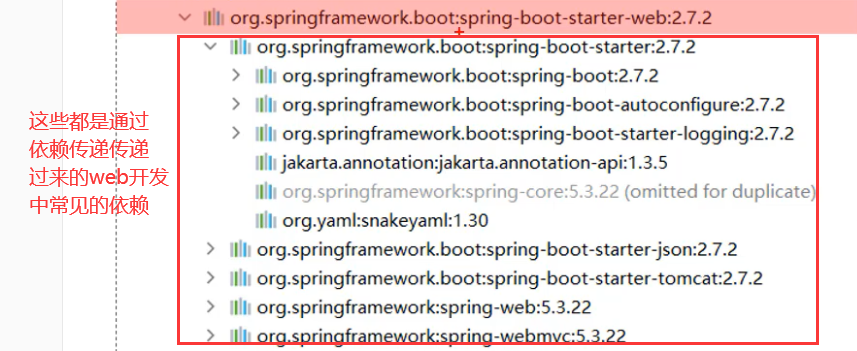 org.springframework.boot:spring-boot-starter-web:2.7.2
org.springframework.boot:spring-boot-starter:2.7.2
org.springframework.boot:spring-boot:2.7.2
org.springframework.boot:spring-boot-autoconfigure:2.7.2
org.springframework.boot:spring-boot-starter-logging:2.7.2
jakarta.annotation:jakarta.annotation-api:1.3.5
org.springframework:spring-core:5.3.22 (omitted for duplicate)
org.yaml:snakeyaml:1.30
org.springframework.boot:spring-boot-starter-json:2.7.2
org.springframework.boot:spring-boot-starter-tomcat:2.7.2
org.springframework:spring-web:5.3.22
org.springframework:spring-webmvc:5.3.22
这些都是通过
依赖传递传递
过来的web开发
中常见的依赖